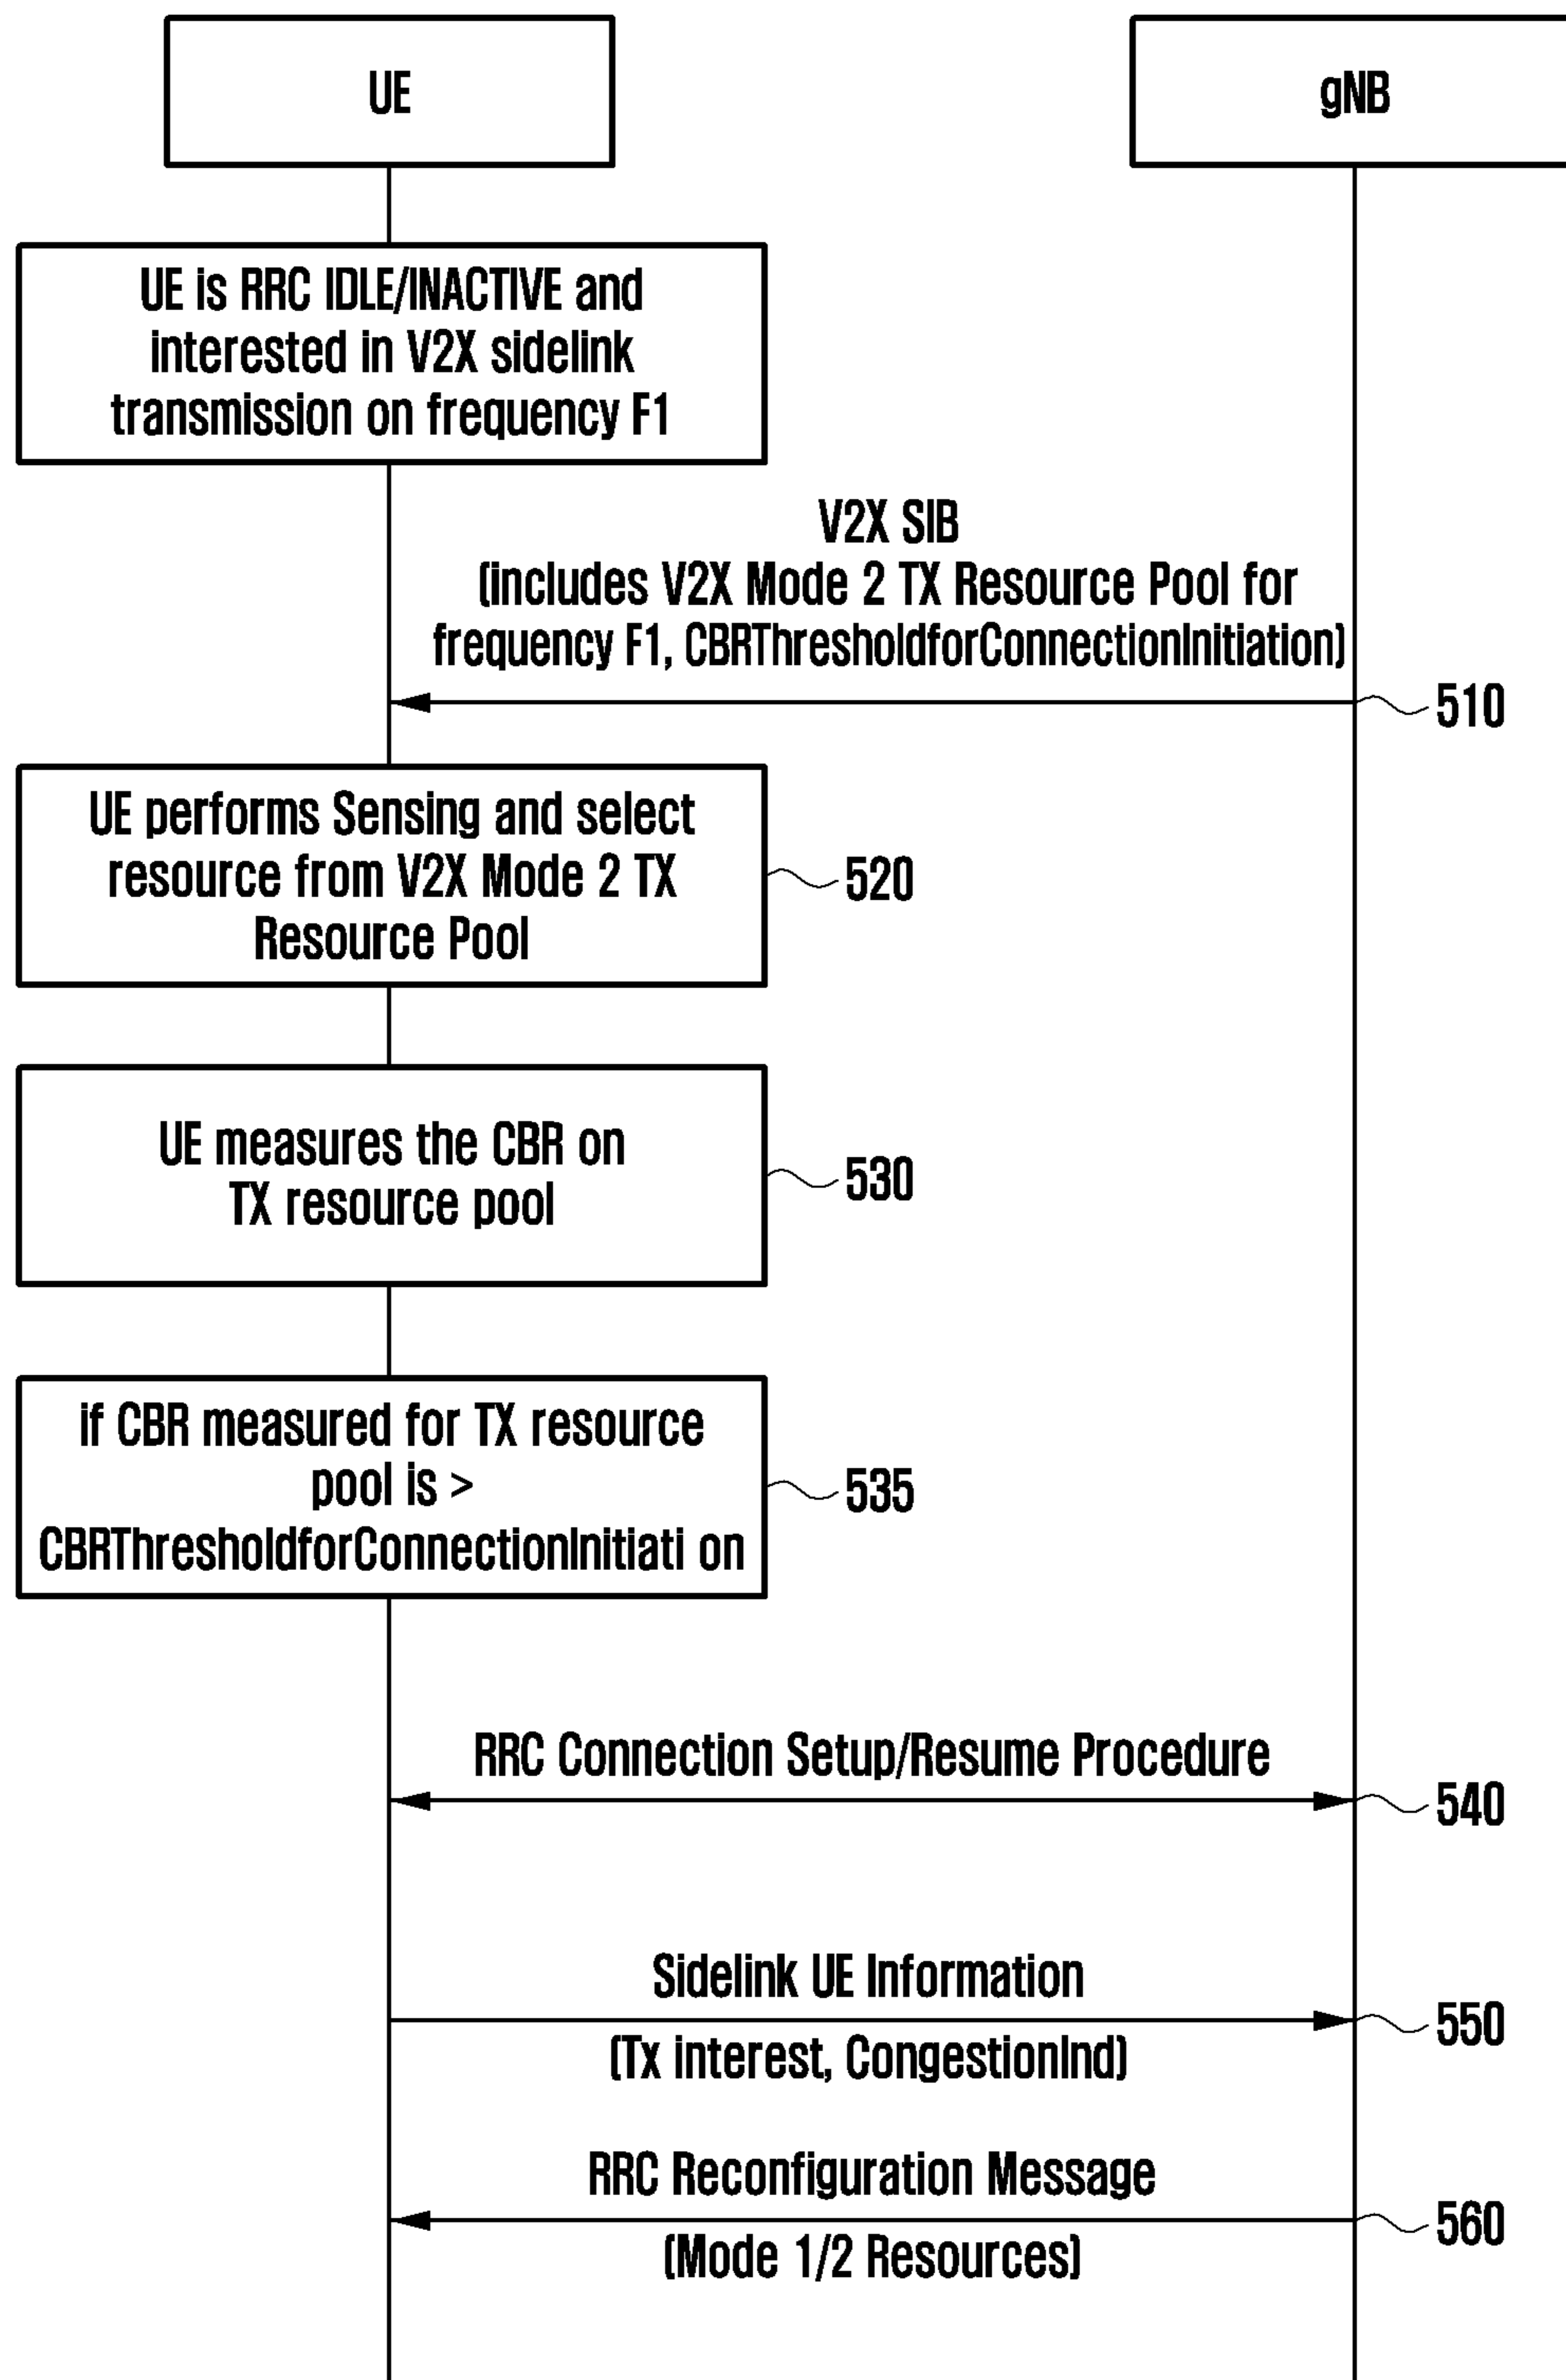 UE
gNB
UE is RRC IDLE/INACTIVE and
interested in V2X sidelink
transmission on frequency F1
V2X SIB
(includes V2X Mode 2 TX Resource Pool for
frequency F1, CBRThresholdforConnectionInitiation)
510
UE performs Sensing and select
resource from V2X Mode 2 TX
Resource Pool
520
UE measures the CBR on
TX resource pool
530
if CBR measured for TX resource
pool is >
CBRThresholdforConnectionInitiati on
535
RRC Connection Setup/Resume Procedure
540
Sidelink UE Information
(Tx interest, CongestionInd)
550
RRC Reconfiguration Message
(Mode 1/2 Resources)
560